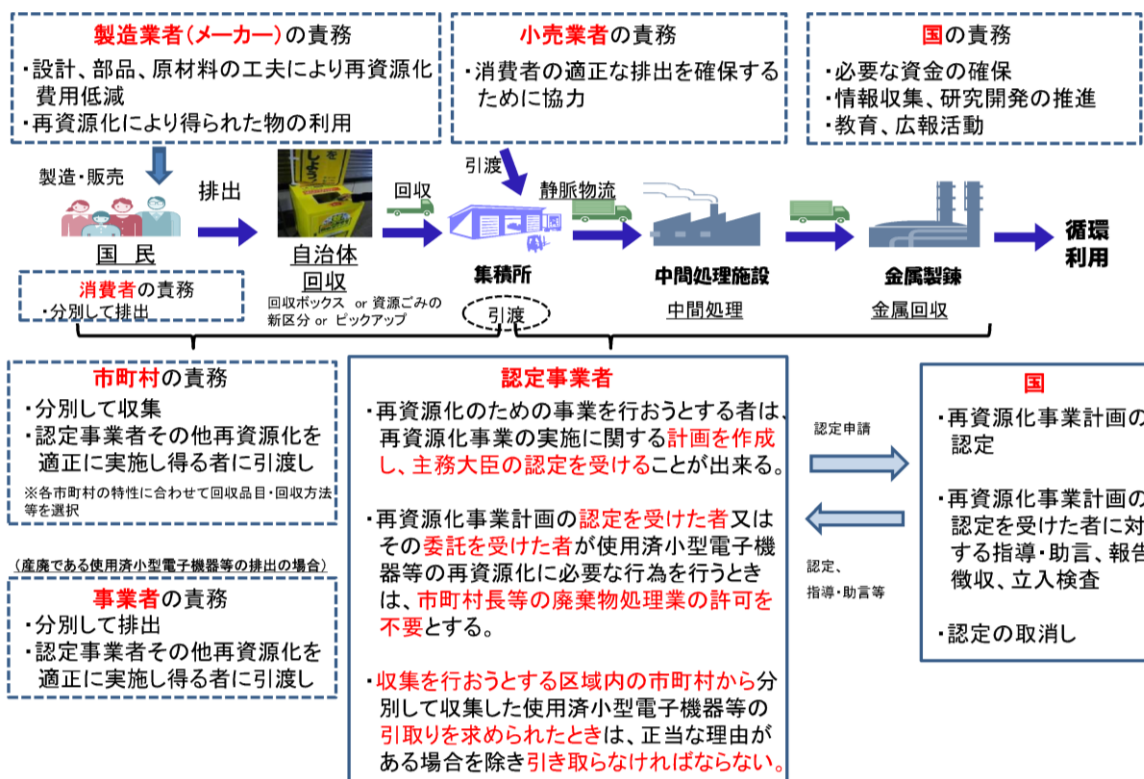 製造業者(メーカー)の責務
・設計、部品、原材料の工夫により再資源化
費用低減
・再資源化により得られた物の利用
小売業者の責務
・消費者の適正な排出を確保する
ために協力
国の責務
・必要な資金の確保
・情報収集、研究開発の推進
・教育、広報活動
製造・販売
排出
回収
引渡
静脈物流
国 民
自治体
回収
回収ボックス or 資源ごみの
新区分 or ピックアップ
集積所
引渡
中間処理施設
中間処理
金属製錬
金属回収
循環
利用
消費者の責務
・分別して排出
市町村の責務
・分別して収集
・認定事業者その他再資源化を
適正に実施し得る者に引渡し
※各市町村の特性に合わせて回収品目・回収方法
等を選択
(産廃である使用済小型電子機器等の排出の場合)
事業者の責務
・分別して排出
・認定事業者その他再資源化を
適正に実施し得る者に引渡し
認定事業者
・再資源化のための事業を行おうとする者は、
再資源化事業の実施に関する計画を作成
し、主務大臣の認定を受けることが出来る。
・再資源化事業計画の認定を受けた者又は
その委託を受けた者が使用済小型電子機
器等の再資源化に必要な行為を行うとき
は、市町村長等の廃棄物処理業の許可を
不要とする。
・収集を行おうとする区域内の市町村から分
別して収集した使用済小型電子機器等の
引取りを求められたときは、正当な理由が
ある場合を除き引き取らなければならない。
認定申請
認定、
指導・助言等
国
・再資源化事業計画の
認定
・再資源化事業計画の
認定を受けた者に対
する指導・助言、報告
徴収、立入検査
・認定の取消し